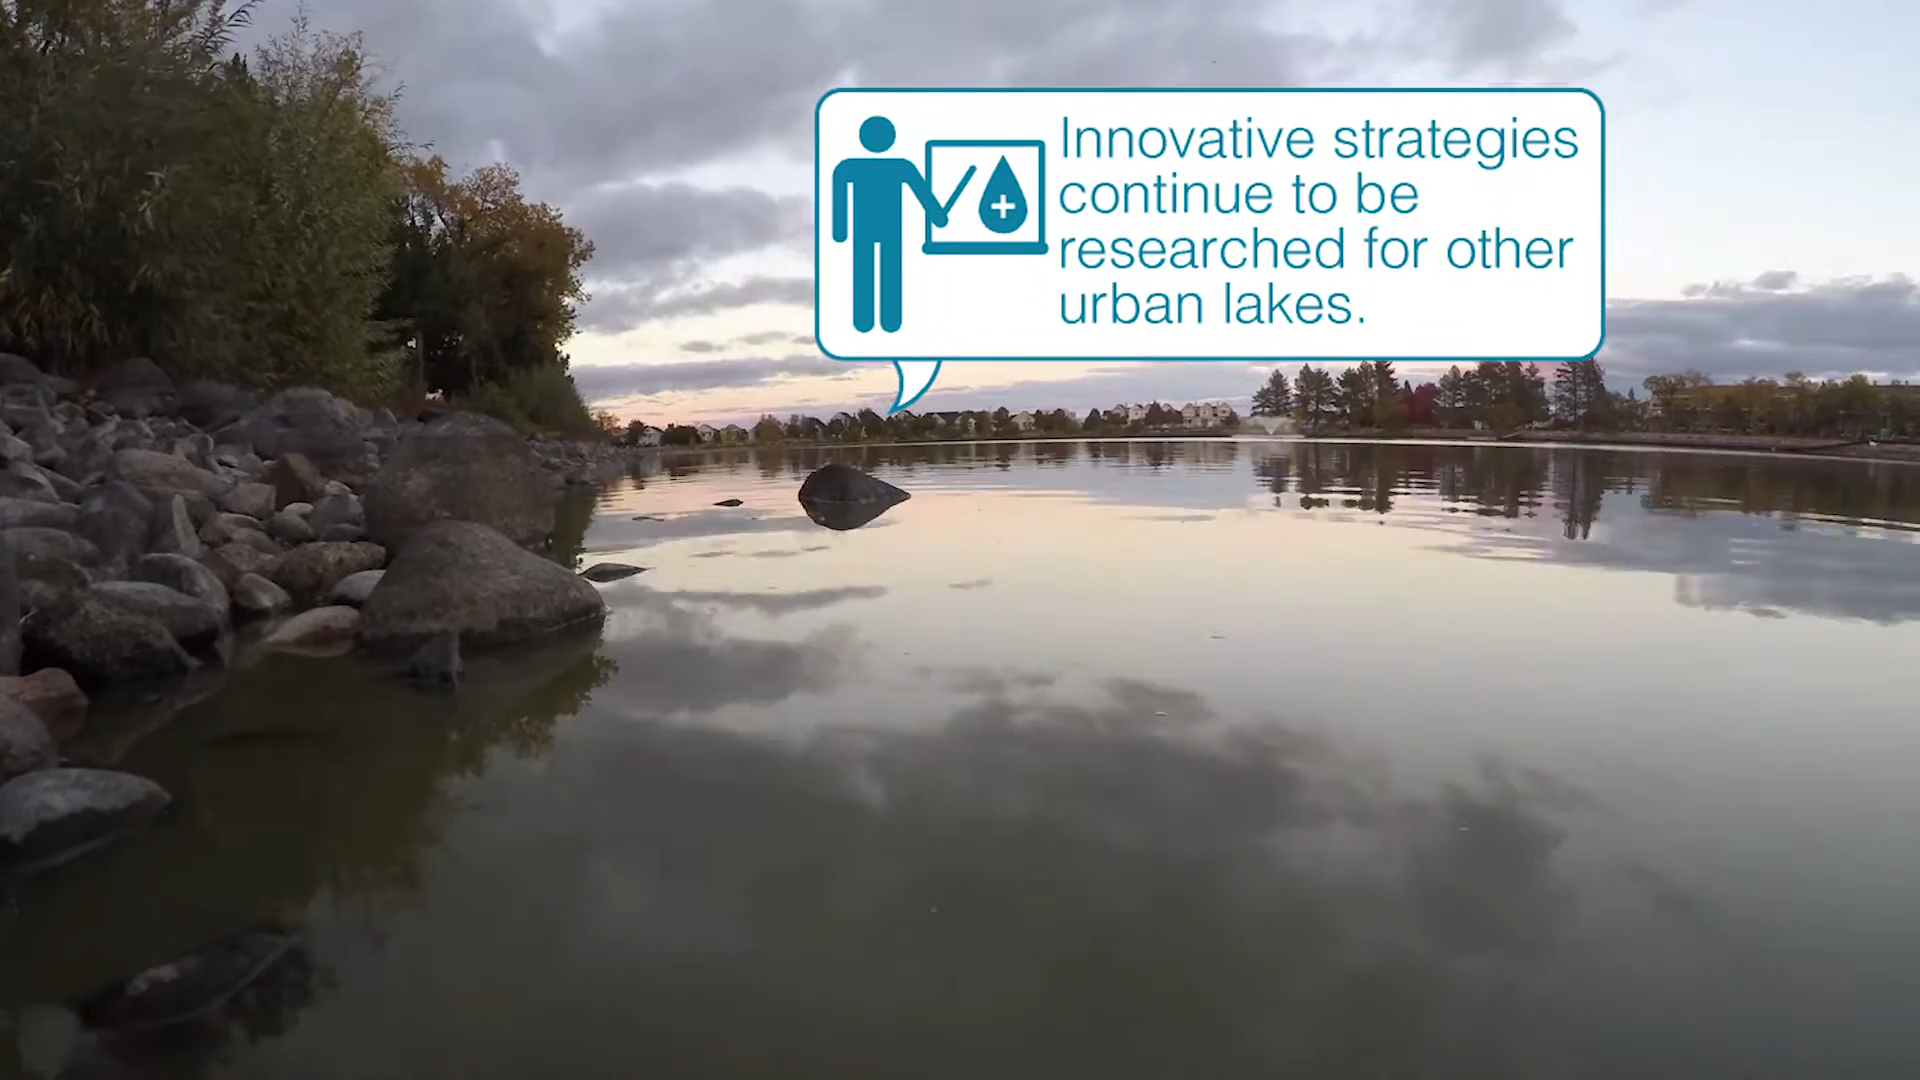 Innovative strategies
continue to be
researched for other
urban lakes.